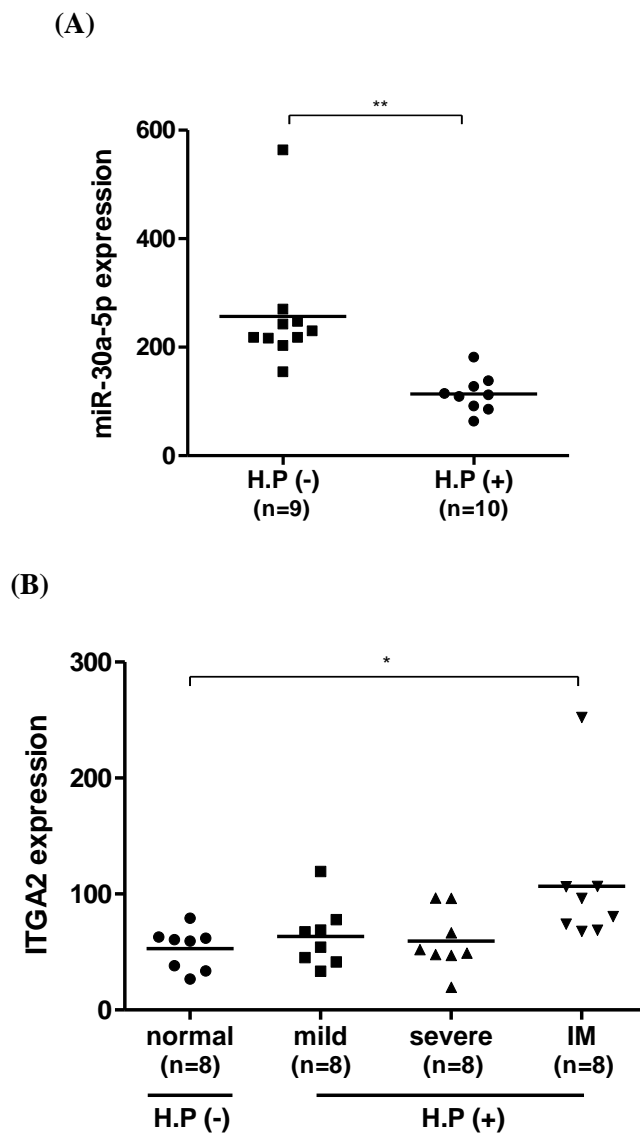 (A)
**
600
400
200
0
miR-30a-5p expression
H.P (-) H.P (+)
(n=9) (n=10)
(B)
*
300
200
100
0
ITGA2 expression
normal mild severe IM
(n=8) (n=8) (n=8) (n=8)
H.P (-) H.P (+)